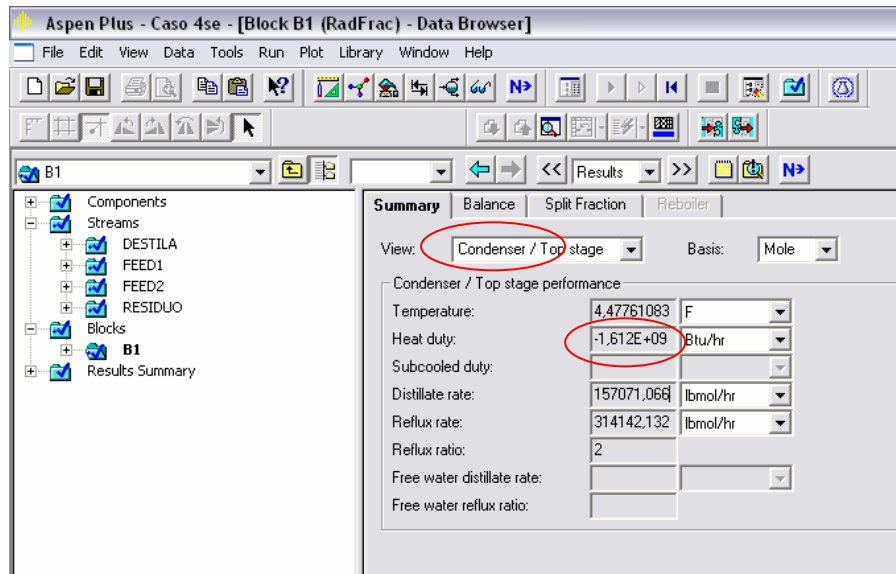 Aspen Plus - Caso 4se - [Block B1 (RadFrac) - Data Browser]
File Edit View Data Tools Run Plot Library Window Help
N>
B1
<< Results >> N>
Components
Streams
DESTILA
FEED1
FEED2
RESIDUO
Blocks
B1
Results Summary
Summary Balance Split Fraction Reboiler
View: Condenser / Top stage Basis: Mole
Condenser / Top stage performance
Temperature: 4,47761083 F
Heat duty: -1,612E+09 Btu/hr
Subcooled duty:
Distillate rate: 157071,066 lbmol/hr
Reflux rate: 314142,132 lbmol/hr
Reflux ratio: 2
Free water distillate rate:
Free water reflux ratio: